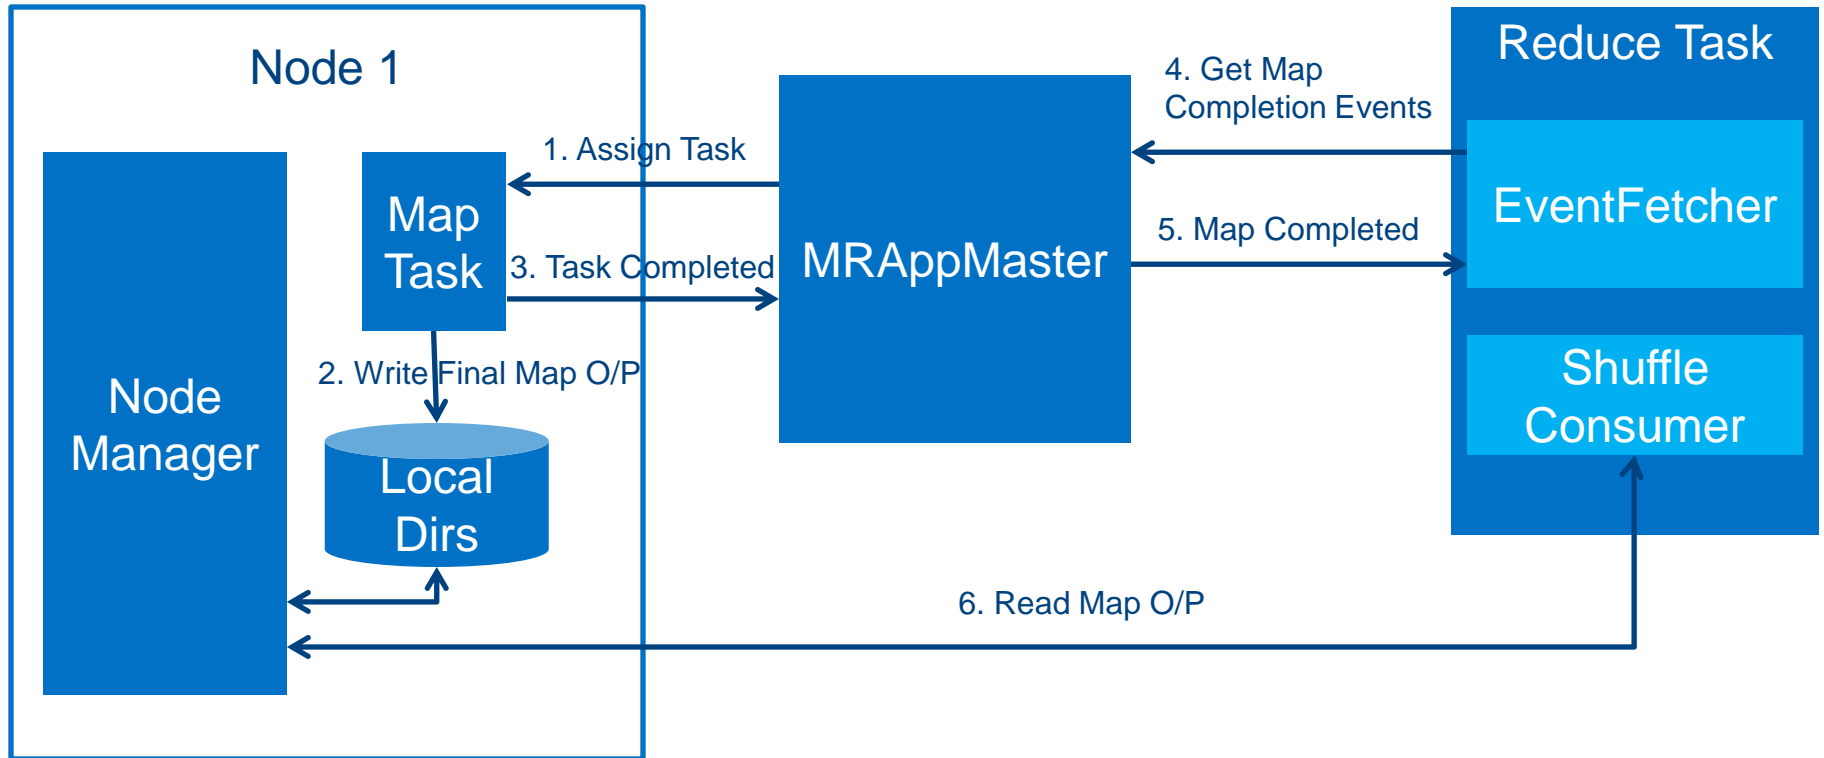 Node 1
Node
Manager
Map
Task
1. Assign Task
3. Task Completed
2. Write Final Map O/P
Local
Dirs
MRAppMaster
4. Get Map
Completion Events
5. Map Completed
Reduce Task
EventFetcher
Shuffle
Consumer
6. Read Map O/P